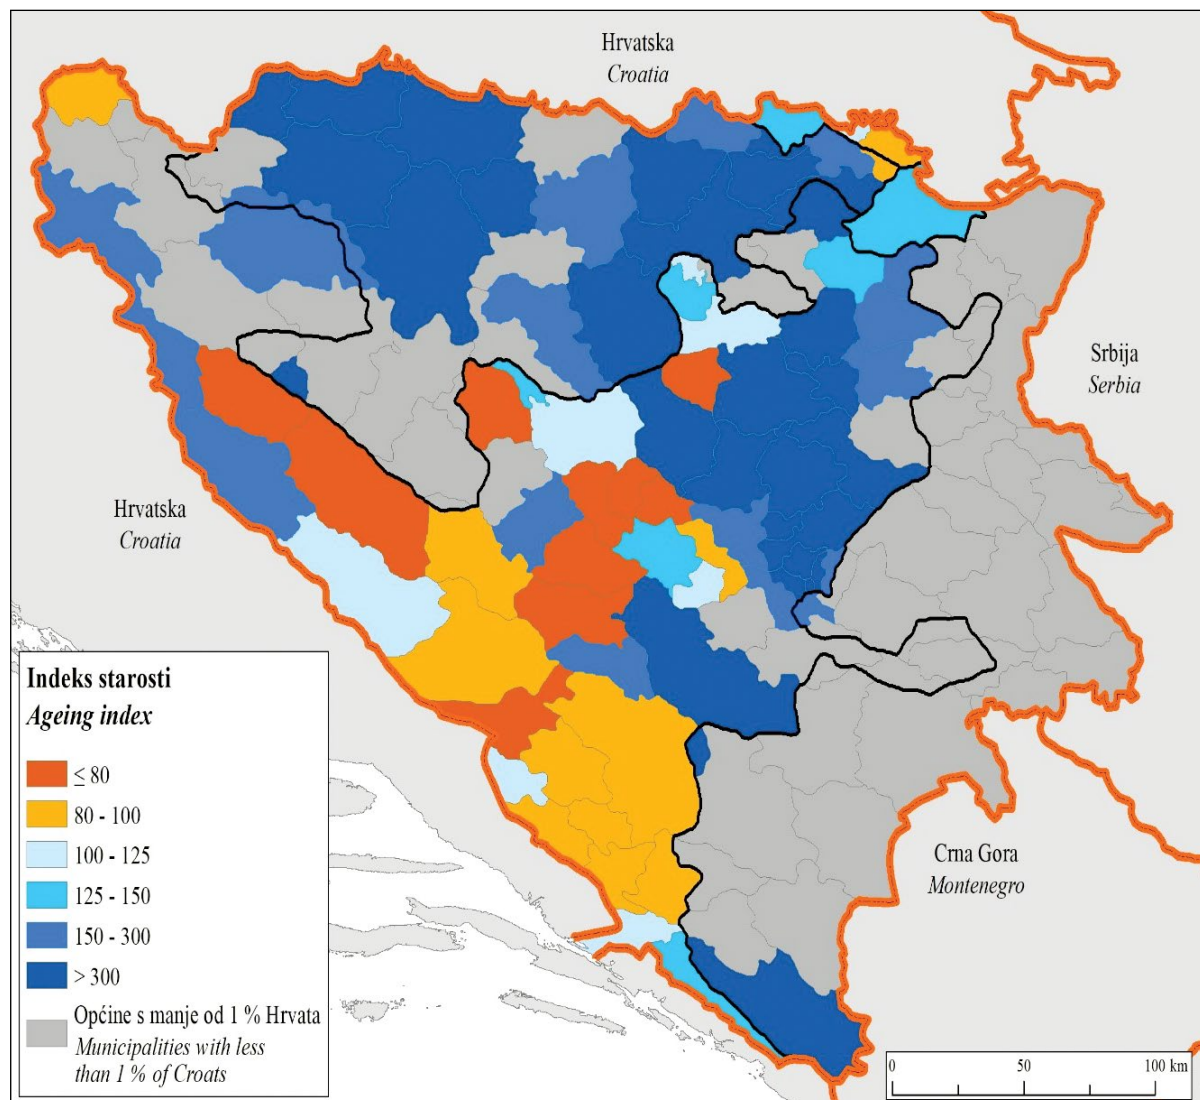 Hrvatska
Croatia
Srbija
Serbia
Hrvatska
Croatia
Crna Gora
Montenegro
Indeks starosti
Ageing index
≤ 80
80 - 100
100 - 125
125 - 150
150 - 300
> 300
Općine s manje od 1 % Hrvata
Municipalities with less
than 1 % of Croats
0 50 100 km